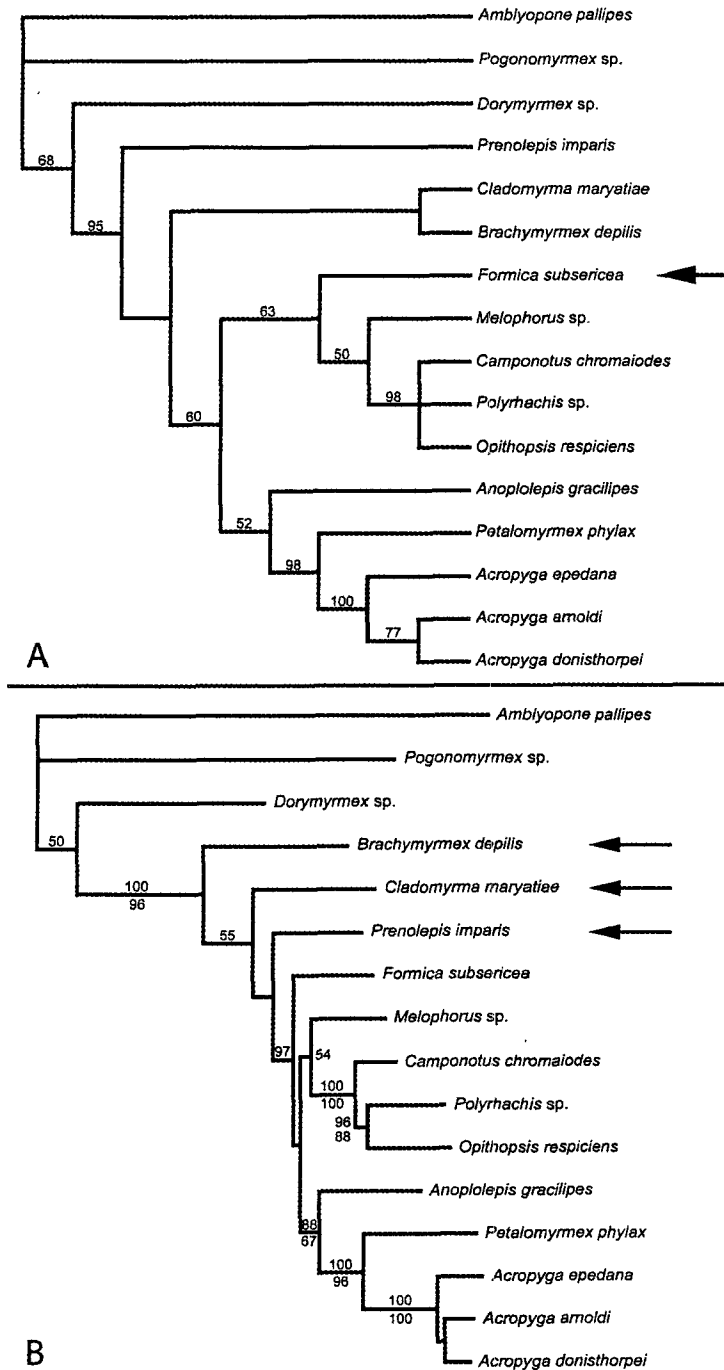 Amblyopone pallipes
Pogonomyrmex sp.
Dorymyrmex sp.
Prenolepis imparis
68
Cladomyrma maryatiae
95
Brachymyrmex depilis
Formica subsericea
63
Melophorus sp.
50
Camponotus chromaiodes
98
Polyrhachis sp.
60
Opithopsis respiciens
Anoplolepis gracilipes
52
Petalomyrmex phylax
98
Acropyga epedana
100
Acropyga arnoldi
77
A
Acropyga donisthorpei
Amblyopone pallipes
Pogonomyrmex sp.
Dorymyrmex sp.
50
Brachymyrmex depilis
100
96
Cladomyrma maryatiae
55
Prenolepis imparis
Formica subsericea
Melophorus sp.
97
54
Camponotus chromaiodes
100
100
Polyrhachis sp.
96
88
Opithopsis respiciens
Anoplolepis gracilipes
88
67
Petalomyrmex phylax
100
96
Acropyga epedana
100
100
Acropyga arnoldi
B
Acropyga donisthorpei